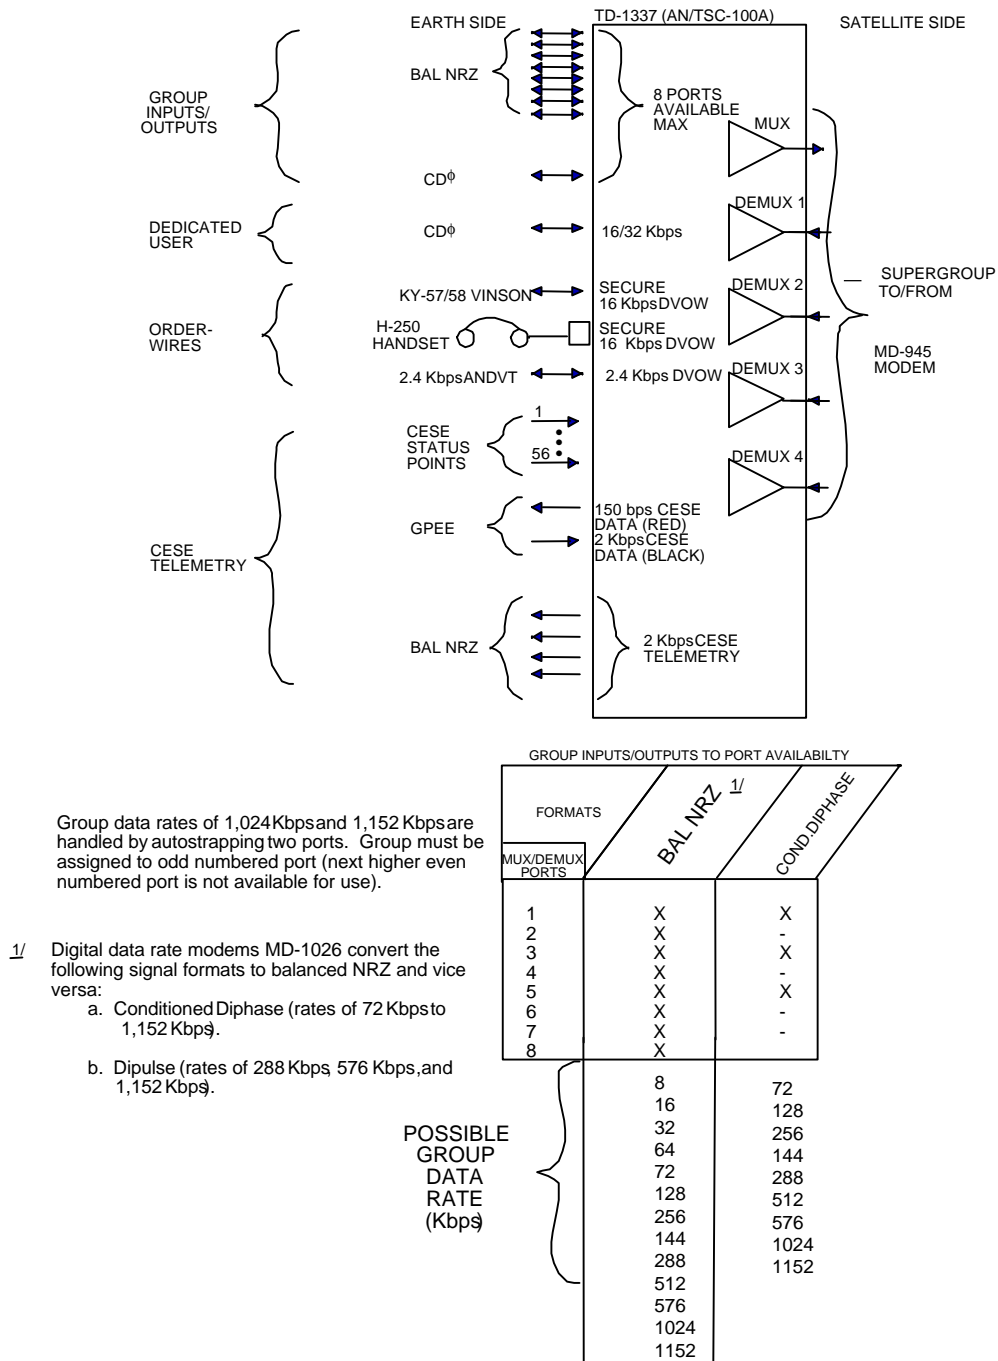 EARTH SIDE
TD-1337 (AN/TSC-100A)
SATELLITE SIDE
BAL NRZ
GROUP
INPUTS/
OUTPUTS
8 PORTS
AVAILABLE
MAX
MUX
CDϕ
DEDICATED
USER
CDϕ
16/32 Kbps
DEMUX 1
KY-57/58 VINSON
SECURE
16 Kbps DVOW
DEMUX 2
SUPERGROUP
TO/FROM
ORDER-
WIRES
H-250
HANDSET
SECURE
16 Kbps DVOW
MD-945
MODEM
2.4 Kbps ANDVT
2.4 Kbps DVOW
DEMUX 3
CESE
STATUS
POINTS
1
56
DEMUX 4
GPEE
150 bps CESE
DATA (RED)
2 Kbps CESE
DATA (BLACK)
CESE
TELEMETRY
BAL NRZ
2 Kbps CESE
TELEMETRY
GROUP INPUTS/OUTPUTS TO PORT AVAILABILTY
FORMATS
BAL NRZ 1/
COND.DIPHASE
MUX/DEMUX
PORTS
1 X X
2 X -
3 X X
4 X -
5 X X
6 X -
7 X -
8 X
Group data rates of 1,024 Kbps and 1,152 Kbps are
handled by autostrapping two ports. Group must be
assigned to odd numbered port (next higher even
numbered port is not available for use).
1/ Digital data rate modems MD-1026 convert the
following signal formats to balanced NRZ and vice
versa:
a. Conditioned Diphase (rates of 72 Kbps to
1,152 Kbps).
b. Dipulse (rates of 288 Kbps, 576 Kbps, and
1,152 Kbps).
POSSIBLE
GROUP
DATA
RATE
(Kbps)
8 72
16 128
32 256
64 144
72 288
128 512
256 576
144 1024
288 1152
512
576
1024
1152